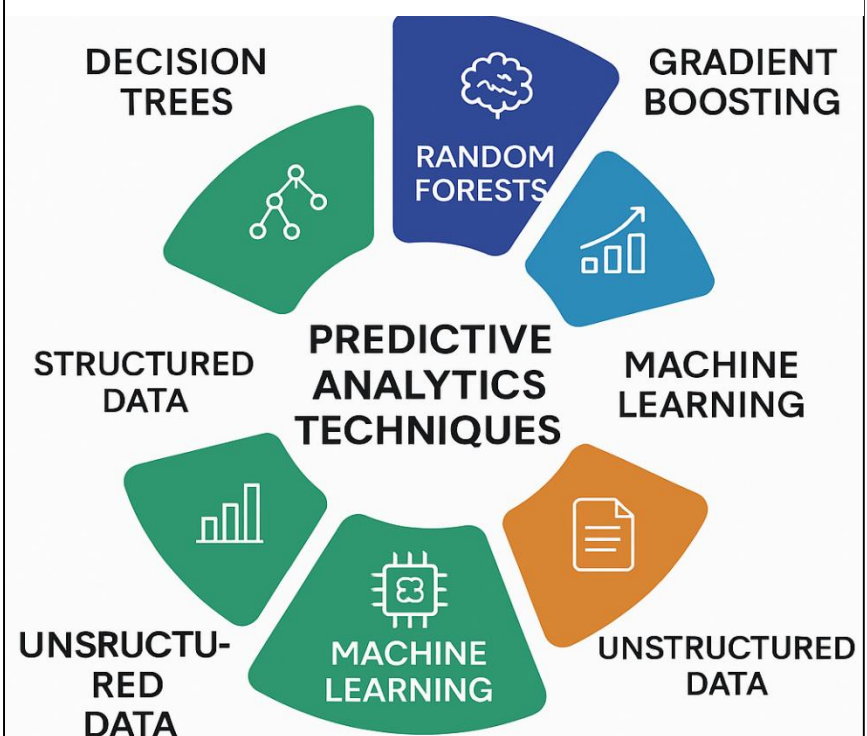 DECISION
TREES
RANDOM
FORESTS
GRADIENT
BOOSTING
STRUCTURED
DATA
PREDICTIVE
ANALYTICS
TECHNIQUES
MACHINE
LEARNING
UNSRUCTU-
RED
DATA
MACHINE
LEARNING
UNSTRUCTURED
DATA